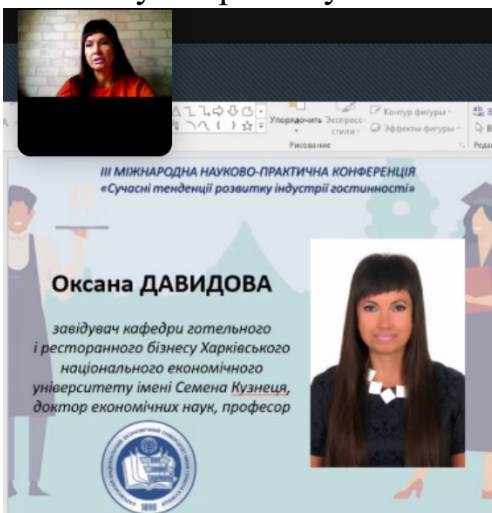 Упорядочить
Экспресс-
стили
Контур фигуры
Эффекты фигуры
Рисование
III МІЖНАРОДНА НАУКОВО-ПРАКТИЧНА КОНФЕРЕНЦІЯ
«Сучасні тенденції розвитку індустрії гостинності»
Оксана ДАВИДОВА
завідувач кафедри готельного
і ресторанного бізнесу Харківського
національного економічного
університету імені Семена Кузнеця,
доктор економічних наук, професор